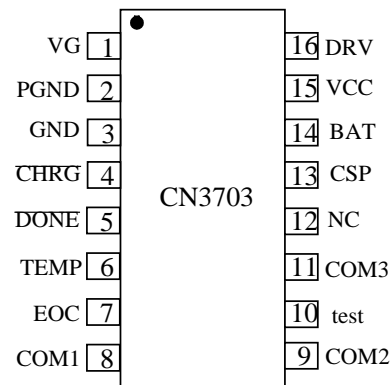 VG 1 16 DRV
PGND 2 15 VCC
GND 3 14 BAT
CHRG 4 13 CSP
CN3703
DONE 5 12 NC
TEMP 6 11 COM3
EOC 7 10 test
COM1 8 9 COM2